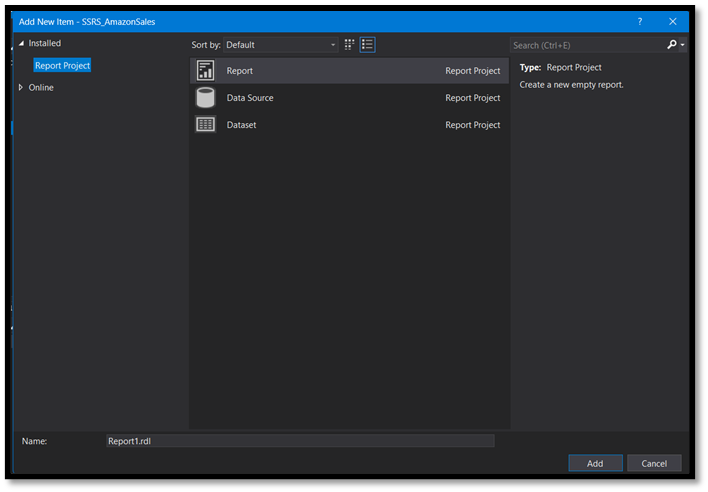 Add New Item - SSRS_AmazonSales
?
Installed
Report Project
Online
Sort by: Default
Search (Ctrl+E)
Report Report Project
Data Source Report Project
Dataset Report Project
Type: Report Project
Create a new empty report.
Name: Report1.rdl
Add Cancel